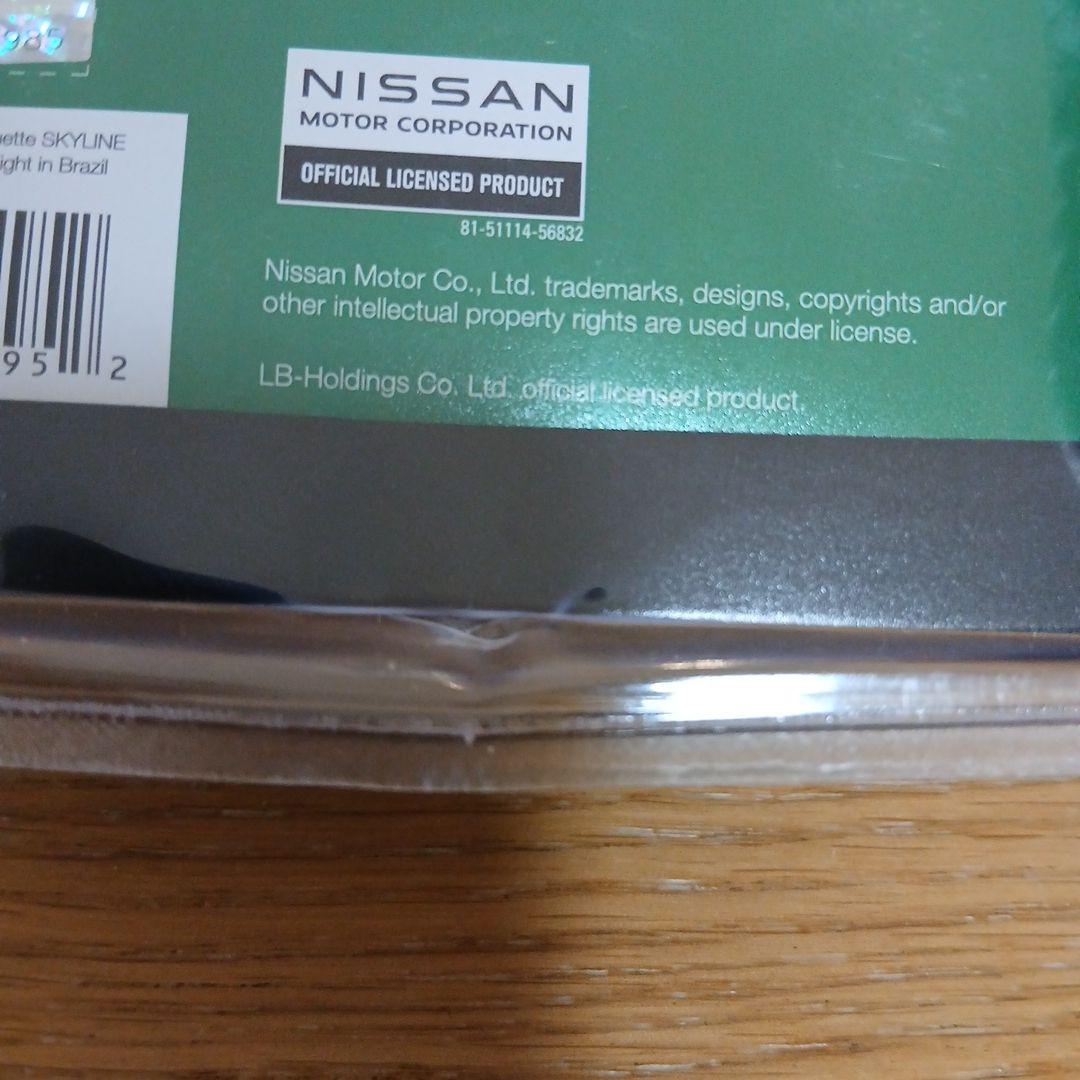 985
SKYLINE
ight in Brazil
95 2
NISSAN
MOTOR CORPORATION
OFFICIAL LICENSED PRODUCT
81-51114-56832
Nissan Motor Co., Ltd. trademarks, designs, copyrights and/or
other intellectual property rights are used under license.
LB-Holdings Co. Ltd. official licensed product.